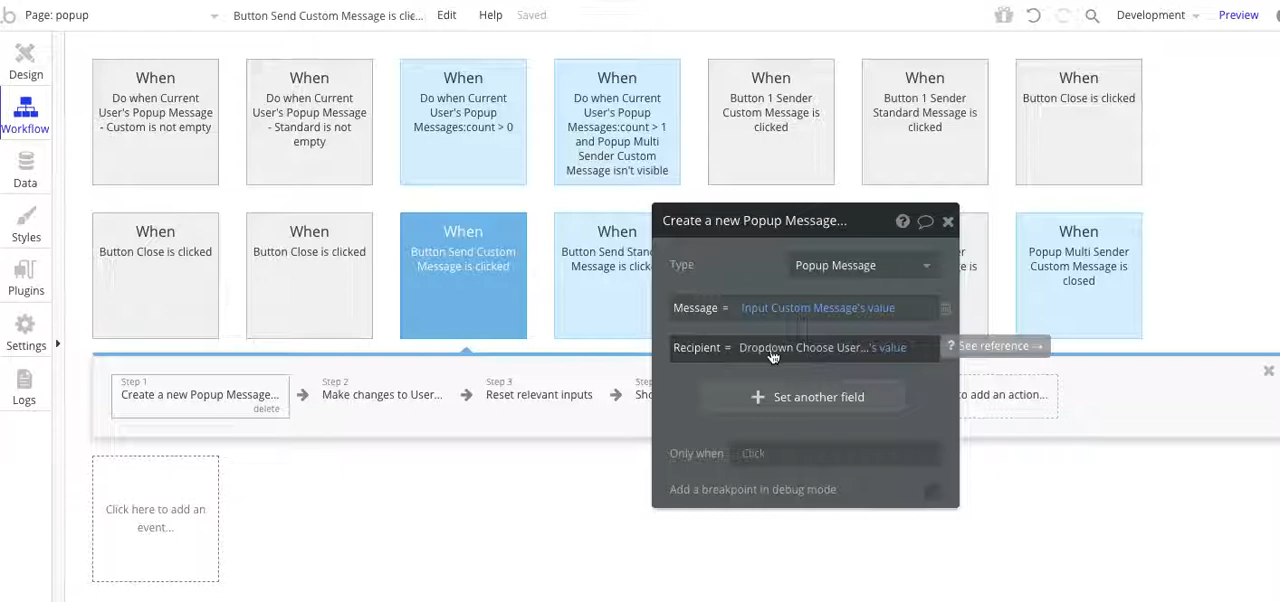 Page: popup
Button Send Custom Message is clic...
Edit
Help
Saved
Development
Preview
Design
Workflow
Data
Styles
Plugins
Settings
Logs
When
Do when Current
User's Popup Message
- Custom is not empty
When
Do when Current
User's Popup Message
- Standard is not
empty
When
Do when Current
User's Popup
Messages:count > 0
When
Do when Current
User's Popup
Messages:count > 1
and Popup Multi
Sender Custom
Message isn't visible
When
Button 1 Sender
Custom Message is
clicked
When
Button 1 Sender
Standard Message is
clicked
When
Button Close is clicked
When
Button Close is clicked
When
Button Close is clicked
When
Button Send Custom
Message is clicked
When
Button Send Stan
Message is click
er
e is
When
Popup Multi Sender
Custom Message is
closed
Create a new Popup Message...
Type
Popup Message
Message =
Input Custom Message's value
Recipient =
Dropdown Choose User...'s value
? See reference →
+ Set another field
Only when
Click
Add a breakpoint in debug mode
Step 1
Create a new Popup Message...
delete
Step 2
Make changes to User...
Step 3
Reset relevant inputs
Step
Sho
o add an action...
Click here to add an
event...